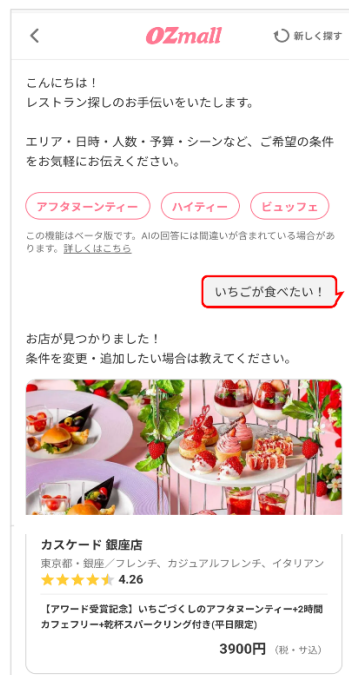 OZmall
新しく探す
こんにちは！
レストラン探しのお手伝いをいたします。
エリア・日時・人数・予算・シーンなど、ご希望の条件
をお気軽にお伝えください。
アフタヌーンティー
ハイティー
ビュッフェ
この機能はベータ版です。AIの回答には間違いが含まれている場合があ
ります。詳しくはこちら
いちごが食べたい！
お店が見つかりました！
条件を変更・追加したい場合は教えてください。
カスケード 銀座店
東京都・銀座／フレンチ、カジュアルフレンチ、イタリアン
4.26
【アワード受賞記念】いちごづくしのアフタヌーンティー+2時間
カフェフリー+乾杯スパークリング付き(平日限定)
3900円 （税・サ込）